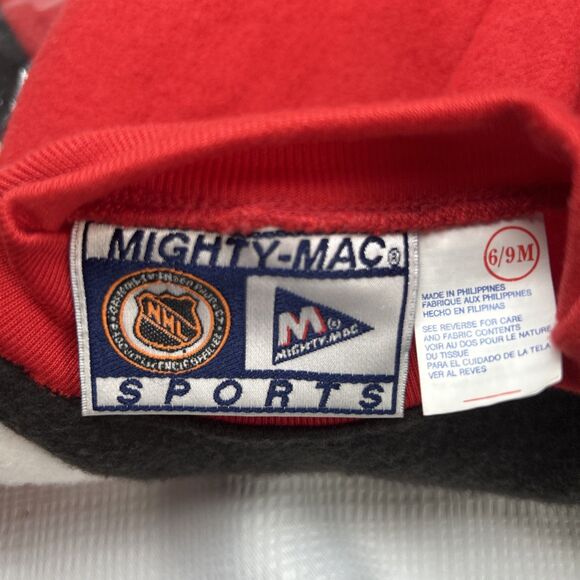 MIGHTY-MAC®
NHL
M®
MIGHTY-MAC
SPORTS
6/9M
MADE IN PHILIPPINES
FABRIQUE AUX PHILIPPINES
HECHO EN FILIPINAS
SEE REVERSE FOR CARE
AND FABRIC CONTENTS
VOIR AU DOS POUR LE NATURE
DU TISSUE
PARA EL CUIDADO DE LA TELA
VER AL REVES